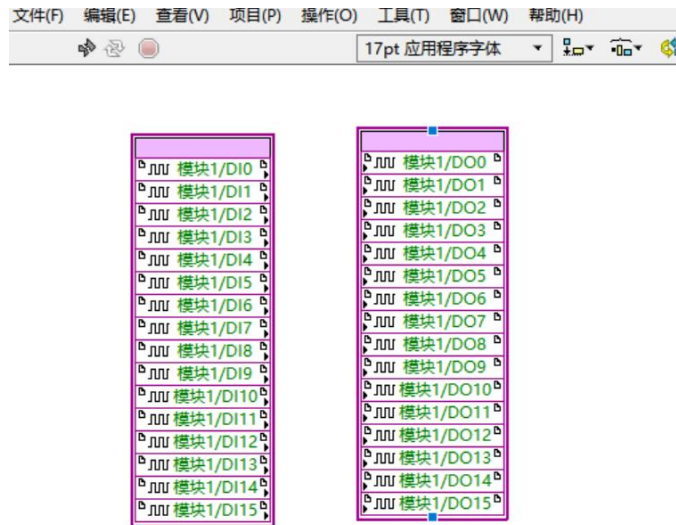 文件(F) 编辑(E) 查看(V) 项目(P) 操作(O) 工具(T) 窗口(W) 帮助(H)
17pt 应用程序字体
模块1/DI0
模块1/DI1
模块1/DI2
模块1/DI3
模块1/DI4
模块1/DI5
模块1/DI6
模块1/DI7
模块1/DI8
模块1/DI9
模块1/DI10
模块1/DI11
模块1/DI12
模块1/DI13
模块1/DI14
模块1/DI15
模块1/DO0
模块1/DO1
模块1/DO2
模块1/DO3
模块1/DO4
模块1/DO5
模块1/DO6
模块1/DO7
模块1/DO8
模块1/DO9
模块1/DO10
模块1/DO11
模块1/DO12
模块1/DO13
模块1/DO14
模块1/DO15